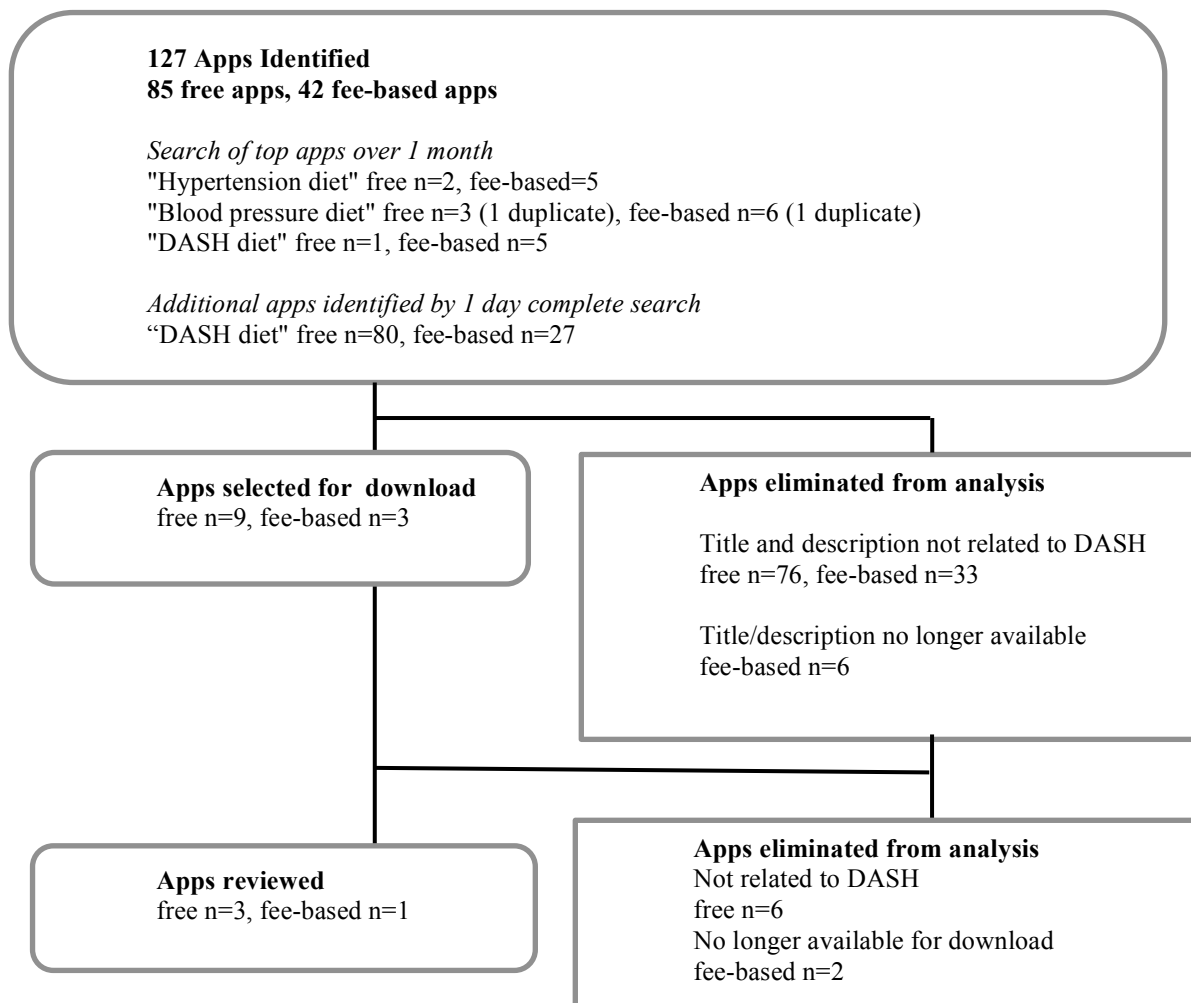 127 Apps Identified
85 free apps, 42 fee-based apps
Search of top apps over 1 month
"Hypertension diet" free n=2, fee-based=5
"Blood pressure diet" free n=3 (1 duplicate), fee-based n=6 (1 duplicate)
"DASH diet" free n=1, fee-based n=5
Additional apps identified by 1 day complete search
“DASH diet" free n=80, fee-based n=27
Apps selected for download
free n=9, fee-based n=3
Apps eliminated from analysis
Title and description not related to DASH
free n=76, fee-based n=33
Title/description no longer available
fee-based n=6
Apps reviewed
free n=3, fee-based n=1
Apps eliminated from analysis
Not related to DASH
free n=6
No longer available for download
fee-based n=2